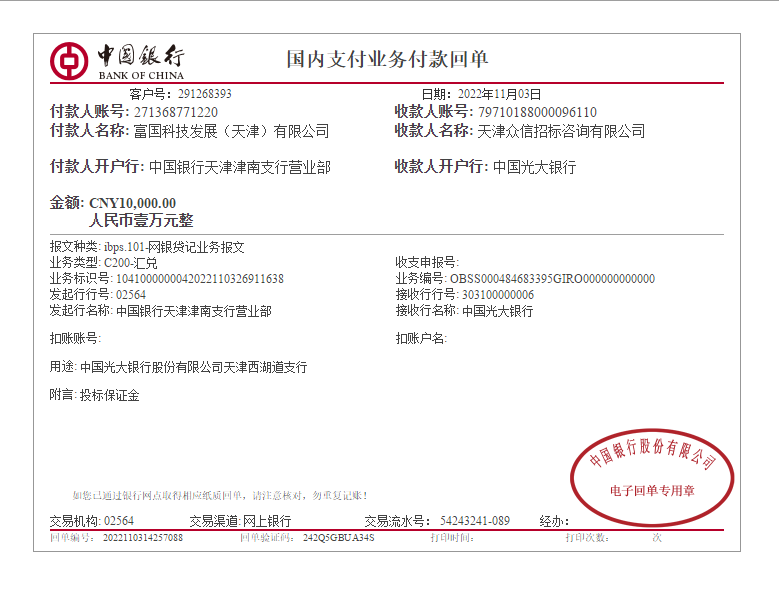 中国银行
BANK OF CHINA
国内支付业务付款回单
客户号: 291268393 日期: 2022年11月03日
付款人账号: 271368771220 收款人账号: 79710188000096110
付款人名称: 富国科技发展（天津）有限公司 收款人名称: 天津众信招标咨询有限公司
付款人开户行: 中国银行天津津南支行营业部 收款人开户行: 中国光大银行
金额: CNY10,000.00
人民币壹万元整
报文种类: ibps.101-网银贷记业务报文
业务类型: C200-汇兑 收支申报号:
业务标识号: 1041000000042022110326911638 业务编号: OBSS000484683395GIRO000000000000
发起行行号: 02564 接收行行号: 303100000006
发起行名称: 中国银行天津津南支行营业部 接收行名称: 中国光大银行
扣账账号: 扣账户名:
用途: 中国光大银行股份有限公司天津西湖道支行
附言: 投标保证金
中国银行股份有限公司
电子回单专用章
如您已通过银行网点取得相应纸质回单，请注意核对，勿重复记账！
交易机构: 02564 交易渠道: 网上银行 交易流水号: 54243241-089 经办:
回单编号: 2022110314257088 回单验证码: 242Q5GBUA34S 打印时间: 打印次数: 次